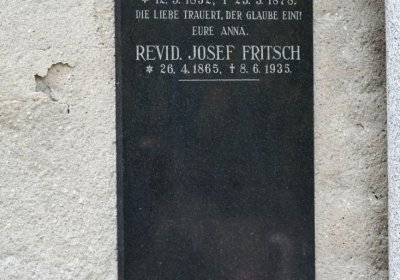 DIE LIEBE TRAUERT, DER GLAUBE EINT!
EURE ANNA.
REVID. JOSEF FRITSCH
✶ 26. 4. 1865, ✝ 8. 6. 1935.